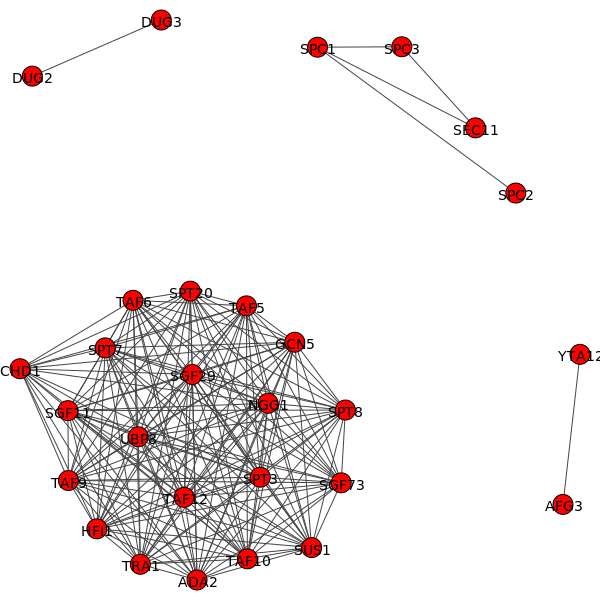 DUG3
DUG2
SPC1
SPC3
SEC11
SPC2
TAF6
SPT20
TAF5
SPT7
GCN5
CHD1
SGF29
SGF11
NGG1
SPT8
UBP8
YTA12
TAF9
SPT3
SGF73
TAF12
HFI1
AFG3
TRA1
TAF10
SUS1
ADA2